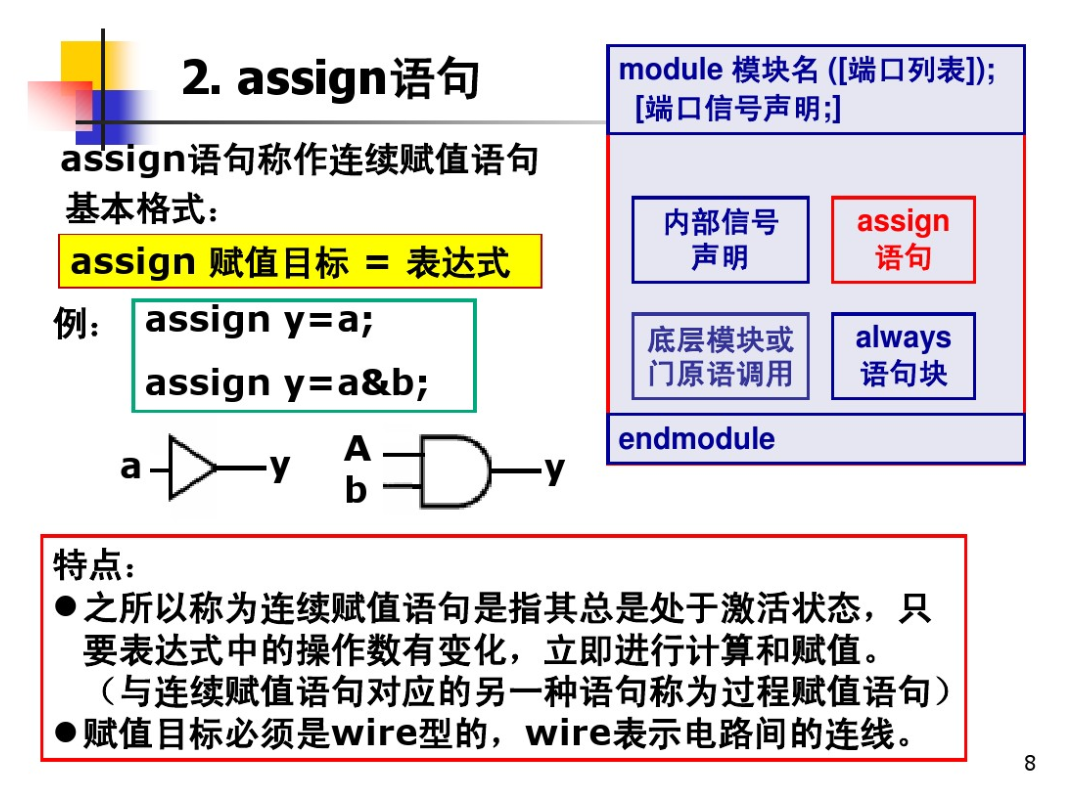 2. assign语句
assign语句称作连续赋值语句
基本格式：
assign 赋值目标 = 表达式
例：
assign y=a;
assign y=a&b;
a
y
A
b
y
module 模块名 ([端口列表]);
[端口信号声明;]
内部信号
声明
assign
语句
底层模块或
门原语调用
always
语句块
endmodule
特点：
●之所以称为连续赋值语句是指其总是处于激活状态，只
要表达式中的操作数有变化，立即进行计算和赋值。
（与连续赋值语句对应的另一种语句称为过程赋值语句）
●赋值目标必须是wire型的，wire表示电路间的连线。
8